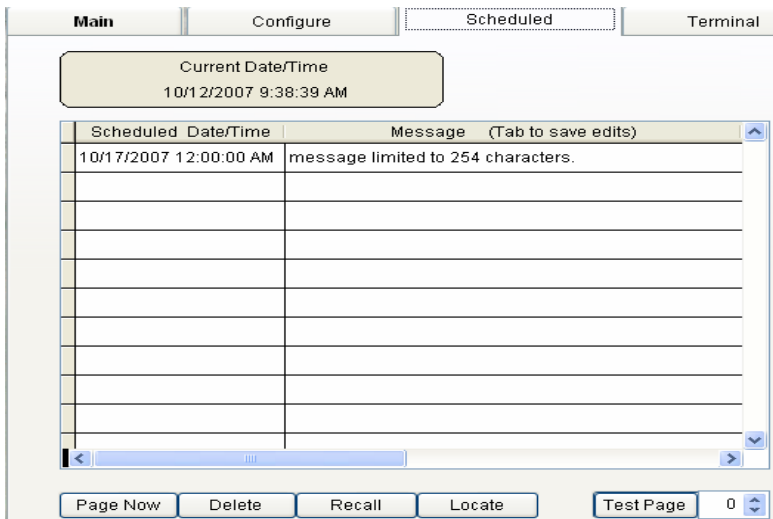 Main Configure Scheduled Terminal
Current Date/Time
10/12/2007 9:38:39 AM
Scheduled Date/Time Message (Tab to save edits)
10/17/2007 12:00:00 AM message limited to 254 characters.
Page Now Delete Recall Locate Test Page 0